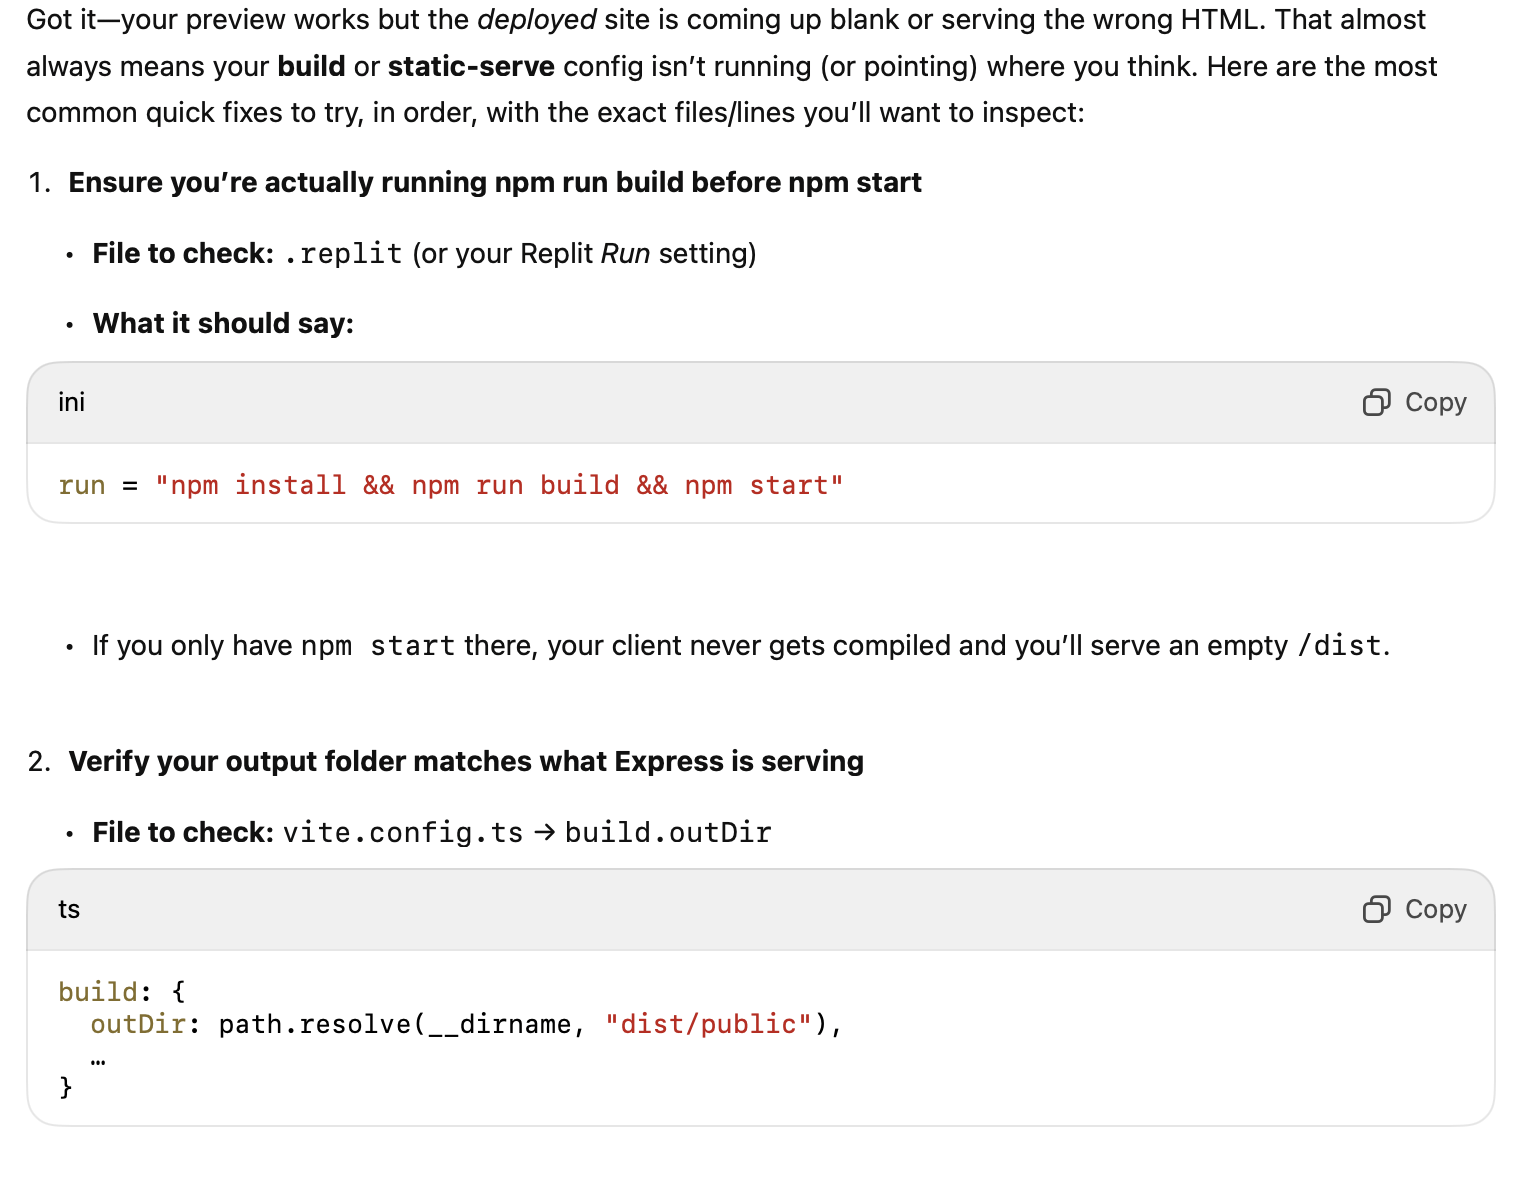 Got it—your preview works but the deployed site is coming up blank or serving the wrong HTML. That almost
always means your build or static-serve config isn’t running (or pointing) where you think. Here are the most
common quick fixes to try, in order, with the exact files/lines you’ll want to inspect:
1. Ensure you’re actually running npm run build before npm start
• File to check: .replit (or your Replit Run setting)
• What it should say:
ini Copy
run = "npm install && npm run build && npm start"
• If you only have npm start there, your client never gets compiled and you’ll serve an empty /dist.
2. Verify your output folder matches what Express is serving
• File to check: vite.config.ts → build.outDir
ts Copy
build: {
  outDir: path.resolve(__dirname, "dist/public"),
  …
}